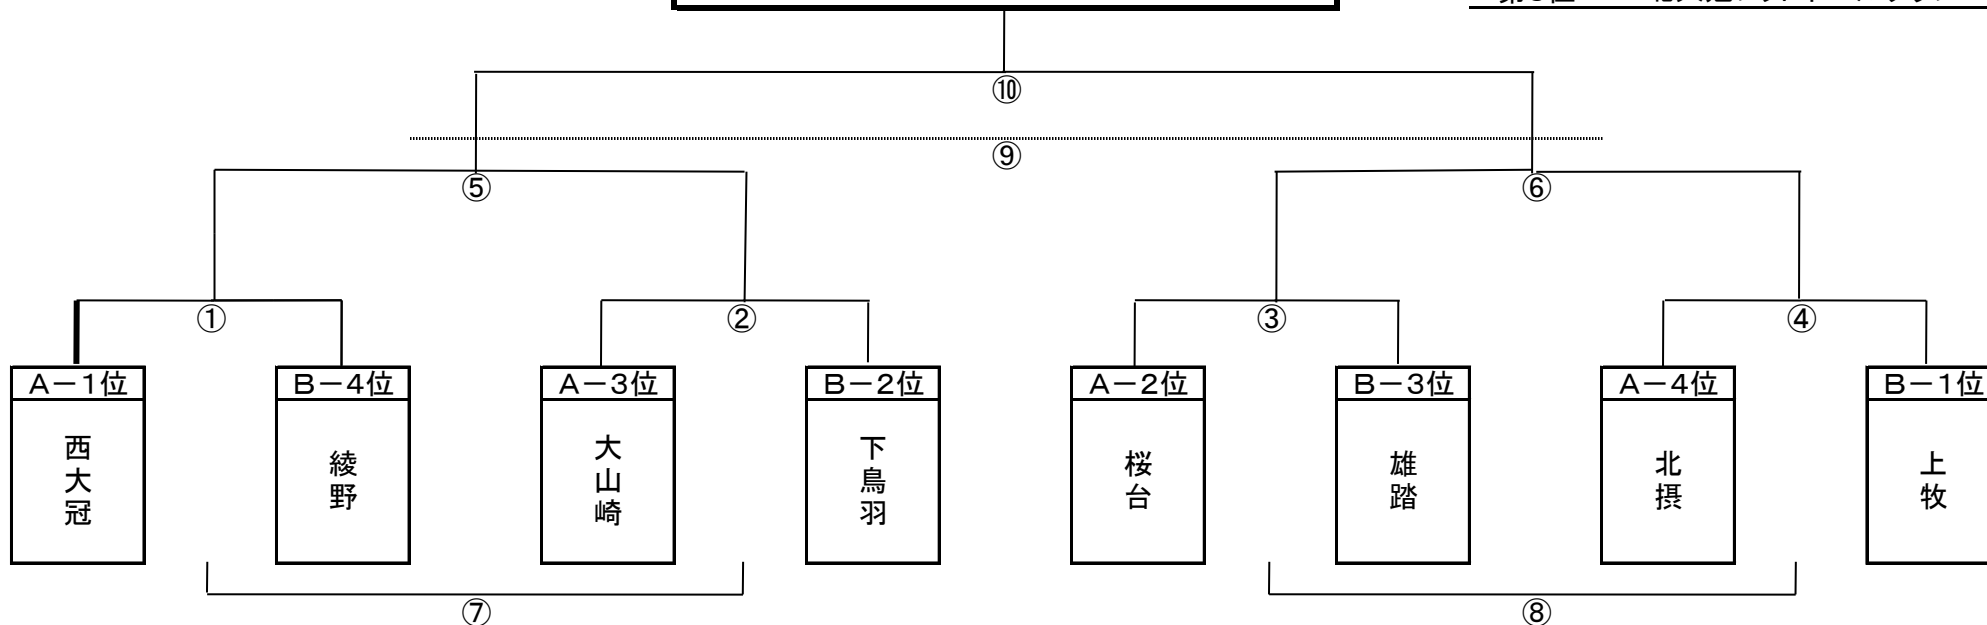 ⑩
⑨
⑤
⑥
①
②
③
④
A－1位
B－4位
A－3位
B－2位
A－2位
B－3位
A－4位
B－1位
西大冠
綾野
大山崎
下鳥羽
桜台
雄踏
北摂
上牧
⑦
⑧